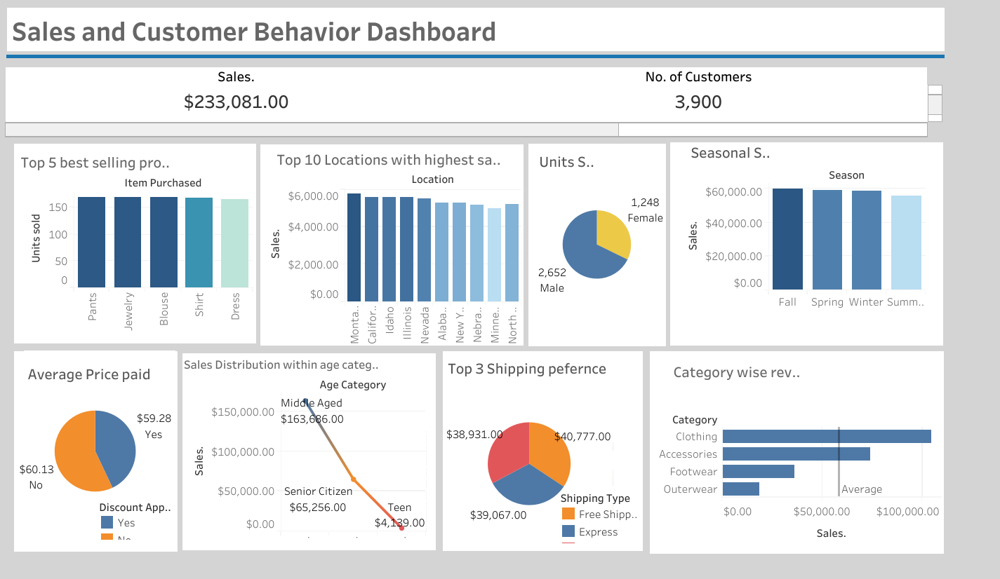 Sales and Customer Behavior Dashboard
Sales.
$233,081.00
No. of Customers
3,900
Top 5 best selling pro..
Item Purchased
Units sold
150
100
50
0
Pants
Jewelry
Blouse
Shirt
Dress
Top 10 Locations with highest sa..
Location
Sales.
$6,000.00
$4,000.00
$2,000.00
$0.00
Monta..
Califor..
Idaho
Illinois
Nevada
Alaba..
New Y..
Nebra..
Minne..
North ..
Units S..
1,248
Female
2,652
Male
Seasonal S..
Season
Sales.
$60,000.00
$40,000.00
$20,000.00
$0.00
Fall
Spring
Winter
Summ..
Average Price paid
$59.28
Yes
$60.13
No
Discount App..
Yes
No
Sales Distribution within age categ..
Age Category
Sales.
$150,000.00
$100,000.00
$50,000.00
$0.00
Middle Aged
$163,686.00
Senior Citizen
$65,256.00
Teen
$4,139.00
Top 3 Shipping pefernce
$38,931.00
$40,777.00
$39,067.00
Shipping Type
Free Shipp..
Express
Category wise rev..
Category
Clothing
Accessories
Footwear
Outerwear
Average
$0.00
$50,000.00
$100,000.00
Sales.